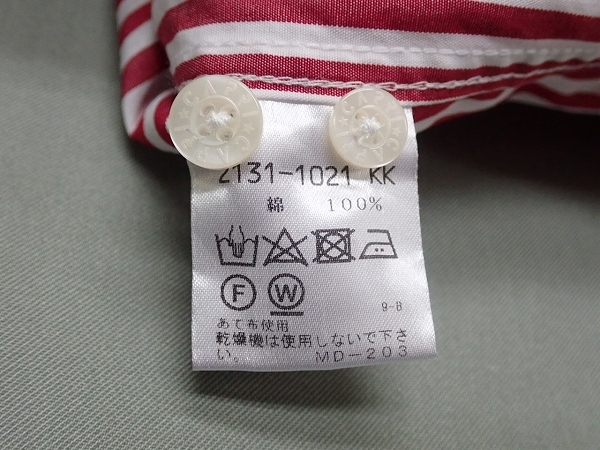 2131-1021 KK
綿 100%
F W
9-B
あて布使用
乾燥機は使用しないで下さ
い。 MD-203